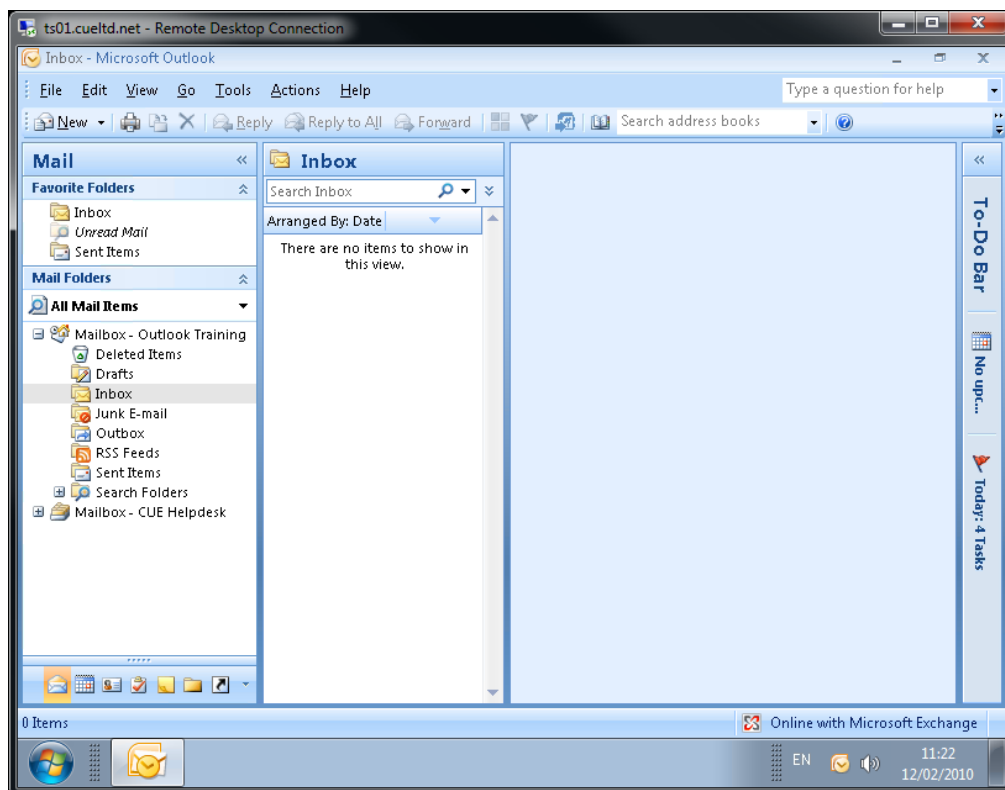 ts01.cueltd.net - Remote Desktop Connection
Inbox - Microsoft Outlook
File Edit View Go Tools Actions Help
Type a question for help
New Reply Reply to All Forward Search address books
Mail
Favorite Folders
Inbox
Unread Mail
Sent Items
Mail Folders
All Mail Items
Mailbox - Outlook Training
Deleted Items
Drafts
Inbox
Junk E-mail
Outbox
RSS Feeds
Sent Items
Search Folders
Mailbox - CUE Helpdesk
Inbox
Search Inbox
Arranged By: Date
There are no items to show in
this view.
To-Do Bar
No upc...
Today: 4 Tasks
0 Items
Online with Microsoft Exchange
EN
11:22
12/02/2010